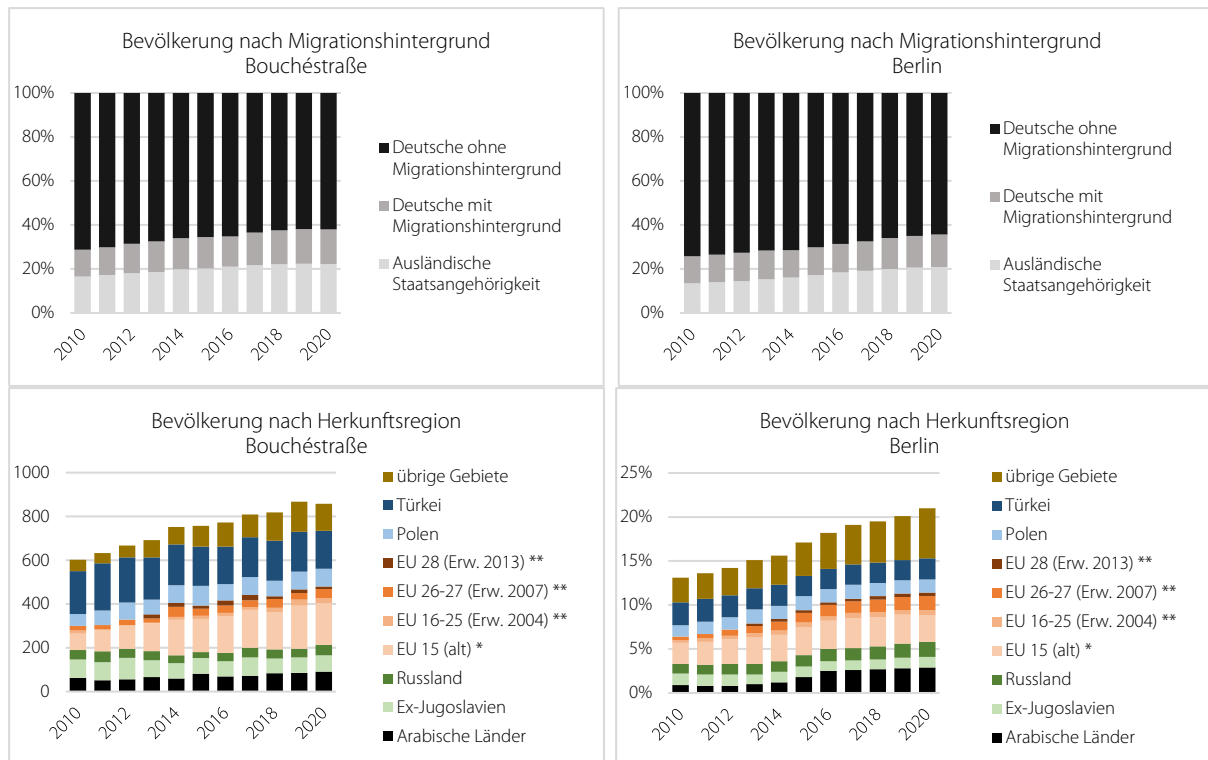 Bevölkerung nach Migrationshintergrund
Bouchéstraße
100%
80%
60%
40%
20%
0%
2010
2012
2014
2016
2018
2020
Deutsche ohne
Migrationshintergrund
Deutsche mit
Migrationshintergrund
Ausländische
Staatsangehörigkeit
Bevölkerung nach Migrationshintergrund
Berlin
100%
80%
60%
40%
20%
0%
2010
2012
2014
2016
2018
2020
Deutsche ohne
Migrationshintergrund
Deutsche mit
Migrationshintergrund
Ausländische
Staatsangehörigkeit
Bevölkerung nach Herkunftsregion
Bouchéstraße
1000
800
600
400
200
0
2010
2012
2014
2016
2018
2020
übrige Gebiete
Türkei
Polen
EU 28 (Erw. 2013) **
EU 26-27 (Erw. 2007) **
EU 16-25 (Erw. 2004) **
EU 15 (alt) *
Russland
Ex-Jugoslavien
Arabische Länder
Bevölkerung nach Herkunftsregion
Berlin
25%
20%
15%
10%
5%
0%
2010
2012
2014
2016
2018
2020
übrige Gebiete
Türkei
Polen
EU 28 (Erw. 2013) **
EU 26-27 (Erw. 2007) **
EU 16-25 (Erw. 2004) **
EU 15 (alt) *
Russland
Ex-Jugoslavien
Arabische Länder